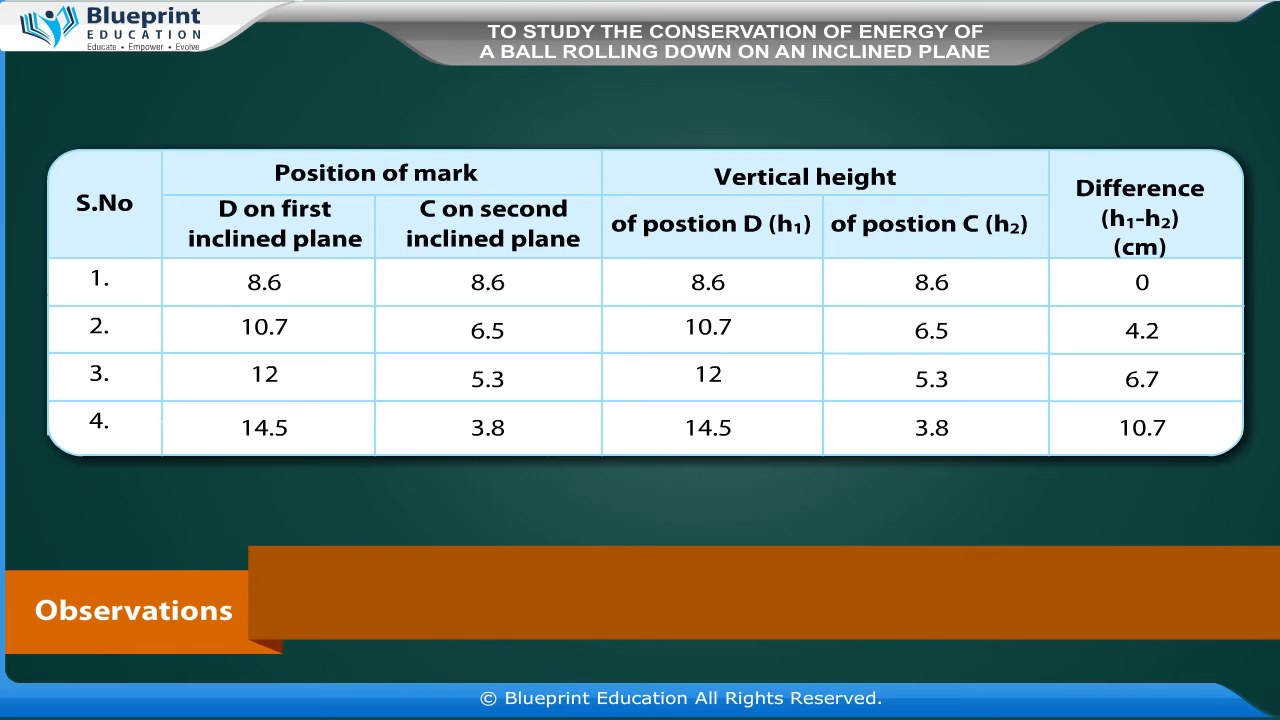 Blueprint
EDUCATION
Educate • Empower • Evolve
TO STUDY THE CONSERVATION OF ENERGY OF
A BALL ROLLING DOWN ON AN INCLINED PLANE
S.No
Position of mark
Vertical height
Difference
(h₁-h₂)
(cm)
D on first
inclined plane
C on second
inclined plane
of postion D (h₁)
of postion C (h₂)
1. 8.6 8.6 8.6 8.6 0
2. 10.7 6.5 10.7 6.5 4.2
3. 12 5.3 12 5.3 6.7
4. 14.5 3.8 14.5 3.8 10.7
Observations
© Blueprint Education All Rights Reserved.